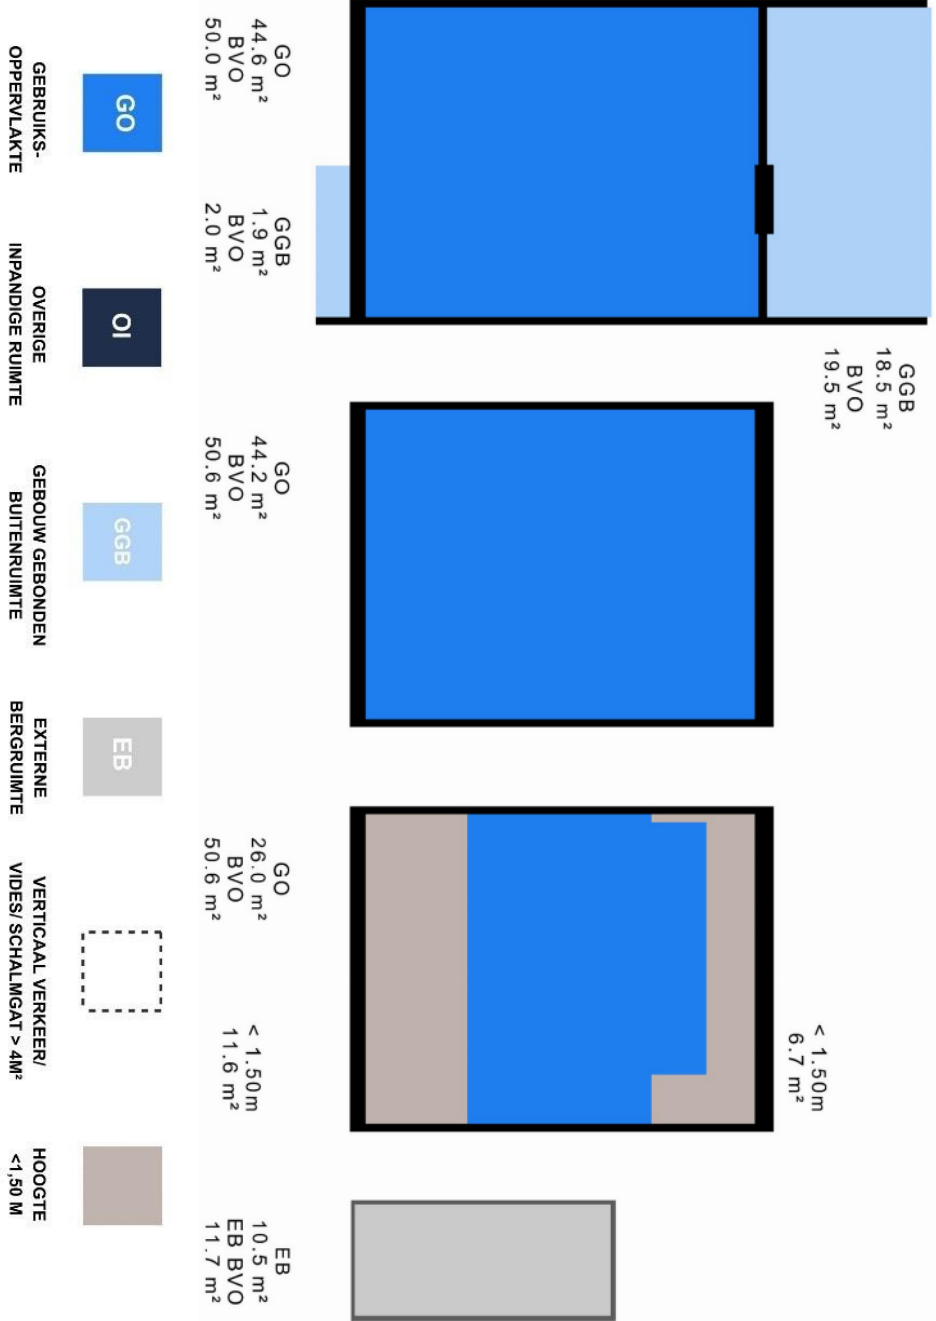 GGB
18.5 m²
BVO
19.5 m²
< 1.50m
6.7 m²
GO
44.6 m²
BVO
50.0 m²
GGB
1.9 m²
BVO
2.0 m²
GO
44.2 m²
BVO
50.6 m²
GO
26.0 m²
BVO
50.6 m²
< 1.50m
11.6 m²
EB
10.5 m²
EB BVO
11.7 m²
GO
GEBRUIKS-
OPPERVLAKTE
OI
OVERIGE
INPANDIGE RUIMTE
GGB
GEBOUW GEBONDEN
BUITENRUIMTE
EB
EXTERNE
BERGRUIMTE
VERTICAAL VERKEER/
VIDES/ SCHALMGAT > 4M²
HOOGTE
<1,50 M